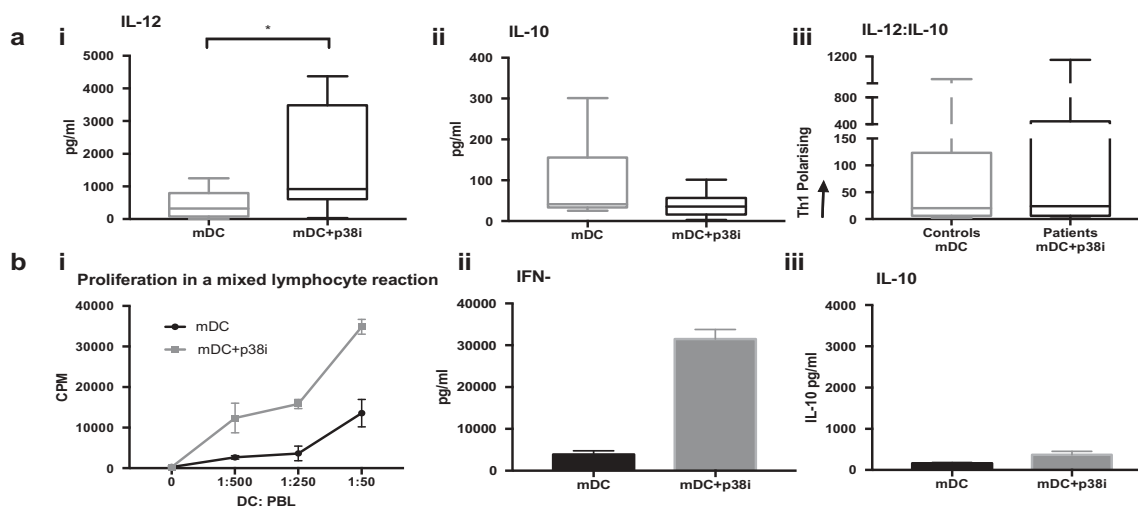 a
i
IL-12
*
5000
4000
3000
2000
1000
0
pg/ml
mDC
mDC+p38i
ii
IL-10
400
300
200
100
0
pg/ml
mDC
mDC+p38i
iii
IL-12:IL-10
1200
800
400
150
100
50
0
Th1 Polarising
Controls
mDC
Patients
mDC+p38i
b
i
Proliferation in a mixed lymphocyte reaction
40000
30000
20000
10000
0
CPM
mDC
mDC+p38i
0
1:500
1:250
1:50
DC: PBL
ii
IFN-
40000
30000
20000
10000
0
pg/ml
mDC
mDC+p38i
iii
IL-10
4000
3000
2000
1000
0
IL-10 pg/ml
mDC
mDC+p38i